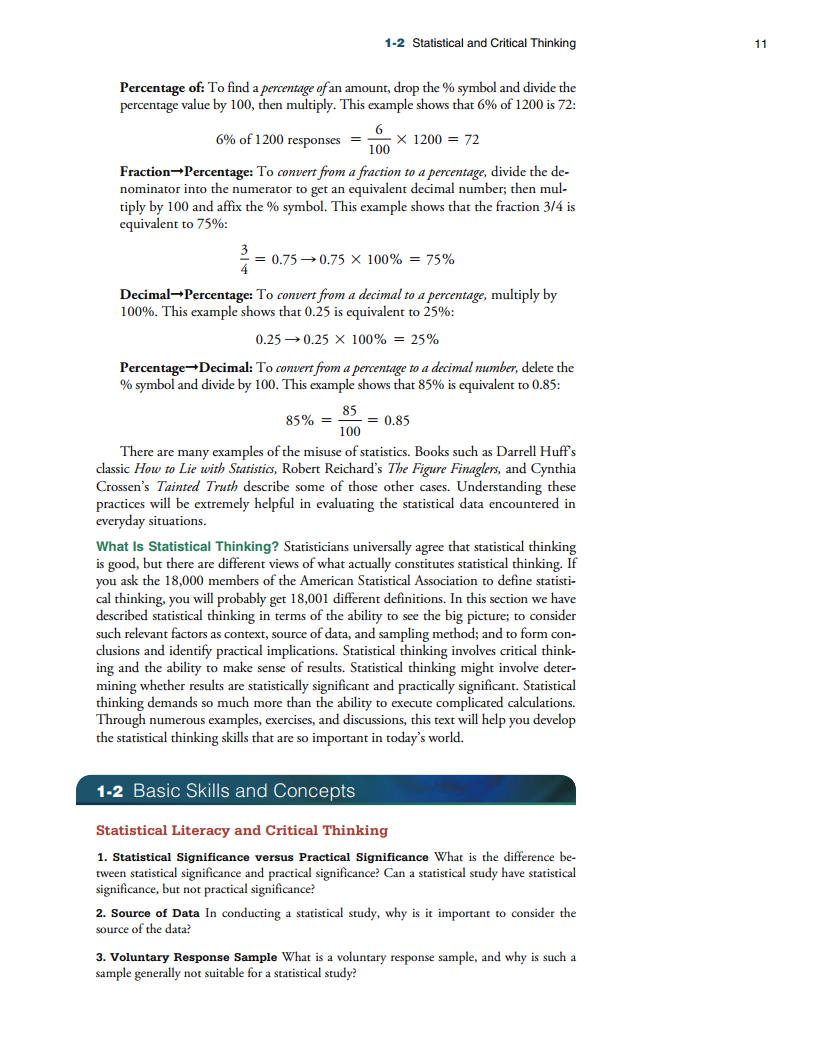 1-2 Statistical and Critical Thinking 11
Percentage of: To find a percentage of an amount, drop the % symbol and divide the
percentage value by 100, then multiply. This example shows that 6% of 1200 is 72:
6% of 1200 responses = 6/100 × 1200 = 72
Fraction→Percentage: To convert from a fraction to a percentage, divide the de-
nominator into the numerator to get an equivalent decimal number; then mul-
tiply by 100 and affix the % symbol. This example shows that the fraction 3/4 is
equivalent to 75%:
3/4 = 0.75 → 0.75 × 100% = 75%
Decimal→Percentage: To convert from a decimal to a percentage, multiply by
100%. This example shows that 0.25 is equivalent to 25%:
0.25 → 0.25 × 100% = 25%
Percentage→Decimal: To convert from a percentage to a decimal number, delete the
% symbol and divide by 100. This example shows that 85% is equivalent to 0.85:
85% = 85/100 = 0.85
There are many examples of the misuse of statistics. Books such as Darrell Huff's
classic How to Lie with Statistics, Robert Reichard's The Figure Finaglers, and Cynthia
Crossen's Tainted Truth describe some of those other cases. Understanding these
practices will be extremely helpful in evaluating the statistical data encountered in
everyday situations.
What Is Statistical Thinking? Statisticians universally agree that statistical thinking
is good, but there are different views of what actually constitutes statistical thinking. If
you ask the 18,000 members of the American Statistical Association to define statisti-
cal thinking, you will probably get 18,001 different definitions. In this section we have
described statistical thinking in terms of the ability to see the big picture; to consider
such relevant factors as context, source of data, and sampling method; and to form con-
clusions and identify practical implications. Statistical thinking involves critical think-
ing and the ability to make sense of results. Statistical thinking might involve deter-
mining whether results are statistically significant and practically significant. Statistical
thinking demands so much more than the ability to execute complicated calculations.
Through numerous examples, exercises, and discussions, this text will help you develop
the statistical thinking skills that are so important in today's world.
1-2 Basic Skills and Concepts
Statistical Literacy and Critical Thinking
1. Statistical Significance versus Practical Significance What is the difference be-
tween statistical significance and practical significance? Can a statistical study have statistical
significance, but not practical significance?
2. Source of Data In conducting a statistical study, why is it important to consider the
source of the data?
3. Voluntary Response Sample What is a voluntary response sample, and why is such a
sample generally not suitable for a statistical study?